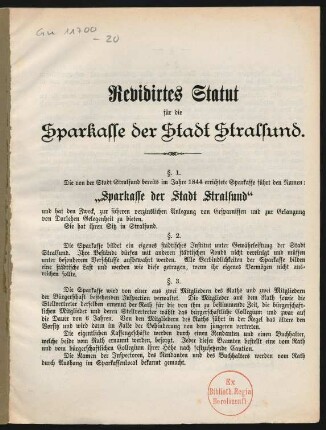 Gn 11700
-20
Revidirtes Statut
für die
Sparkasse der Stadt Stralsund.
§. 1.
Die von der Stadt Stralsund bereits im Jahre 1844 errichtete Sparkasse führt den Namen:
„Sparkasse der Stadt Stralsund"
und hat den Zweck, zur sicheren verzinslichen Anlegung von Ersparnissen und zur Erlangung
von Darlehen Gelegenheit zu bieten.
Sie hat ihren Sitz in Stralsund.
§. 2.
Die Sparkasse bildet ein eigenes städtisches Institut unter Gewährleistung der Stadt
Stralsund. Ihre Bestände dürfen mit anderen städtischen Fonds nicht vereinigt und müssen
unter besonderem Verschlusse aufbewahrt werden. Alle Verbindlichkeiten der Sparkasse bilden
eine städtische Last und werden wie diese getragen, wenn ihr eigenes Vermögen nicht aus-
reichen sollte.
§. 3.
Die Sparkasse wird von einer aus zwei Mitgliedern des Raths und zwei Mitgliedern
der Bürgerschaft bestehenden Inspection verwaltet. Die Mitglieder aus dem Rath sowie die
Stellvertreter derselben ernennt der Rath für die von ihm zu bestimmende Zeit, die bürgerschaft-
lichen Mitglieder und deren Stellvertreter wählt das bürgerschaftliche Collegium und zwar auf
die Dauer von 6 Jahren. Von den Mitgliedern des Raths führt in der Regel das ältere den
Vorsitz und wird dann im Falle der Behinderung von dem jüngeren vertreten.
Die eigentlichen Kassengeschäfte werden durch einen Rendanten und einen Buchhalter,
welche beide vom Rath ernannt werden, besorgt. Jeder dieser Beamten bestellt eine vom Rath
und vom bürgerschaftlichen Collegium ihrer Höhe nach festzusetzende Caution.
Die Namen der Inspectoren, des Rendanten und des Buchhalters werden vom Rath
durch Aushang im Sparkassenlocal bekannt gemacht.
Ex
Biblioth. Regia
Berolinensi.